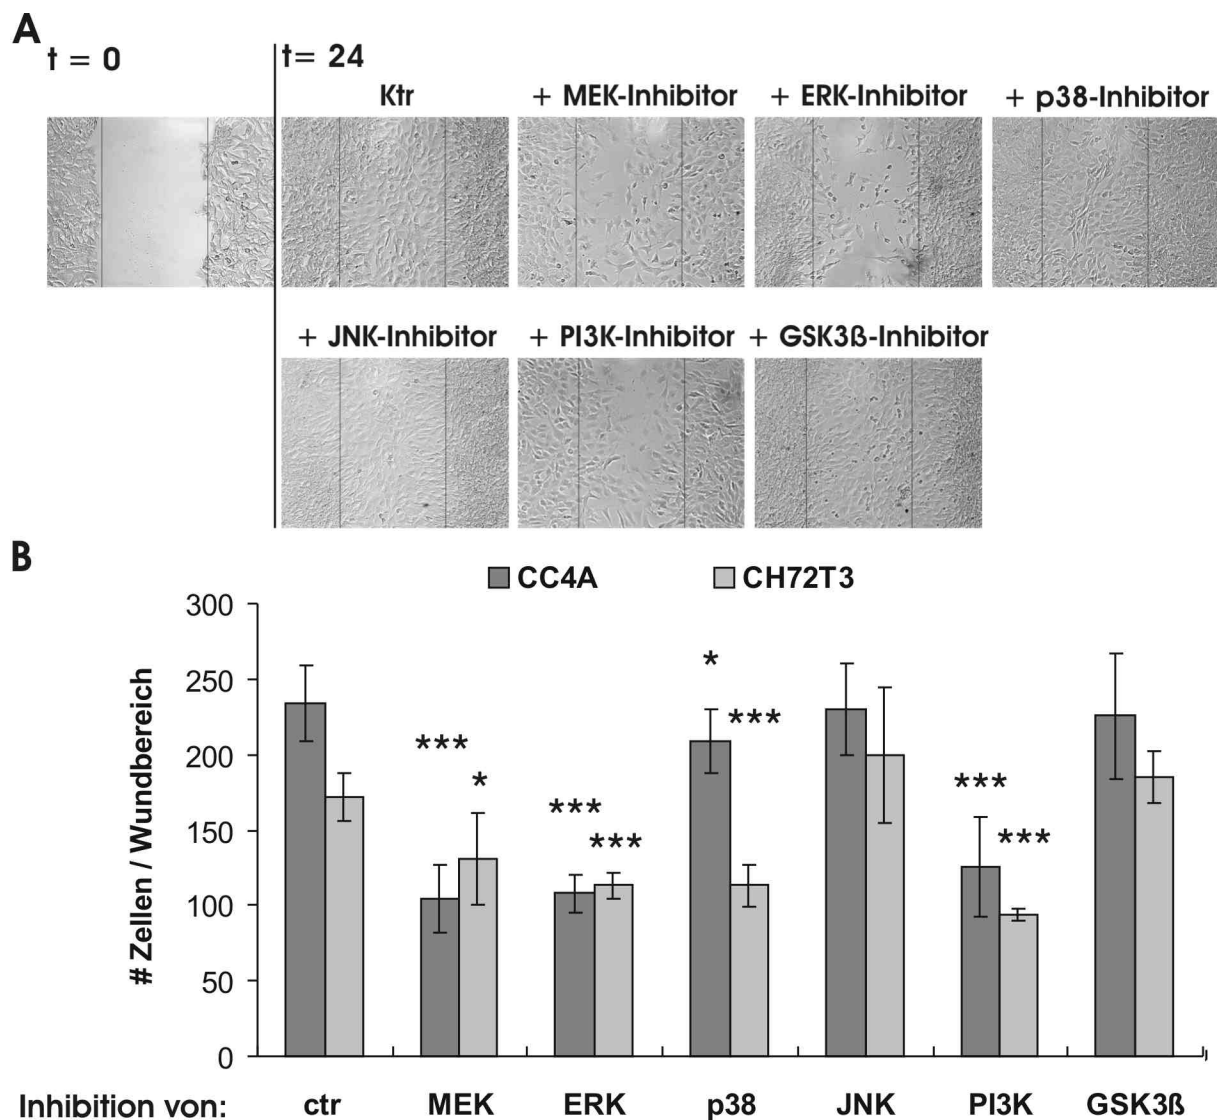 A
t = 0
t= 24
Ktr
+ MEK-Inhibitor
+ ERK-Inhibitor
+ p38-Inhibitor
+ JNK-Inhibitor
+ PI3K-Inhibitor
+ GSK3ß-Inhibitor
B
CC4A
CH72T3
# Zellen / Wundbereich
300
250
200
150
100
50
0
***
*
***
***
*
***
***
***
Inhibition von:
ctr
MEK
ERK
p38
JNK
PI3K
GSK3ß